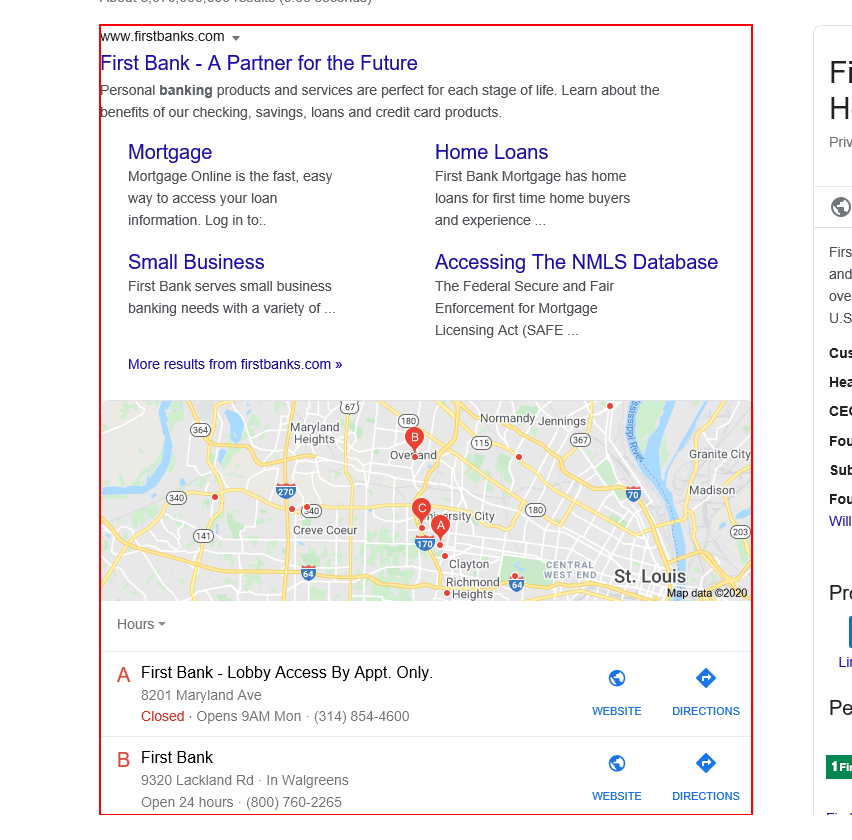 www.firstbanks.com
First Bank - A Partner for the Future
Personal banking products and services are perfect for each stage of life. Learn about the
benefits of our checking, savings, loans and credit card products.
Mortgage
Mortgage Online is the fast, easy
way to access your loan
information. Log in to:.
Home Loans
First Bank Mortgage has home
loans for first time home buyers
and experience ...
Small Business
First Bank serves small business
banking needs with a variety of ...
Accessing The NMLS Database
The Federal Secure and Fair
Enforcement for Mortgage
Licensing Act (SAFE ...
More results from firstbanks.com »
67
364
Maryland
Heights
180
B
Overland
Normandy
Jennings
115
367
Mississippi River
Granite City
Madison
340
270
340
70
C
University City
A
180
141
Creve Coeur
170
203
64
Clayton
CENTRAL
WEST END
Richmond
Heights
64
St. Louis
Map data ©2020
Hours
A
First Bank - Lobby Access By Appt. Only.
8201 Maryland Ave
Closed · Opens 9AM Mon · (314) 854-4600
WEBSITE
DIRECTIONS
B
First Bank
9320 Lackland Rd · In Walgreens
Open 24 hours · (800) 760-2265
WEBSITE
DIRECTIONS
Fi
H
Priv
Firs
and
ove
U.S
Cus
Hea
CEO
Fou
Sub
Fou
Will
Pro
Lin
Pe
1 Fir